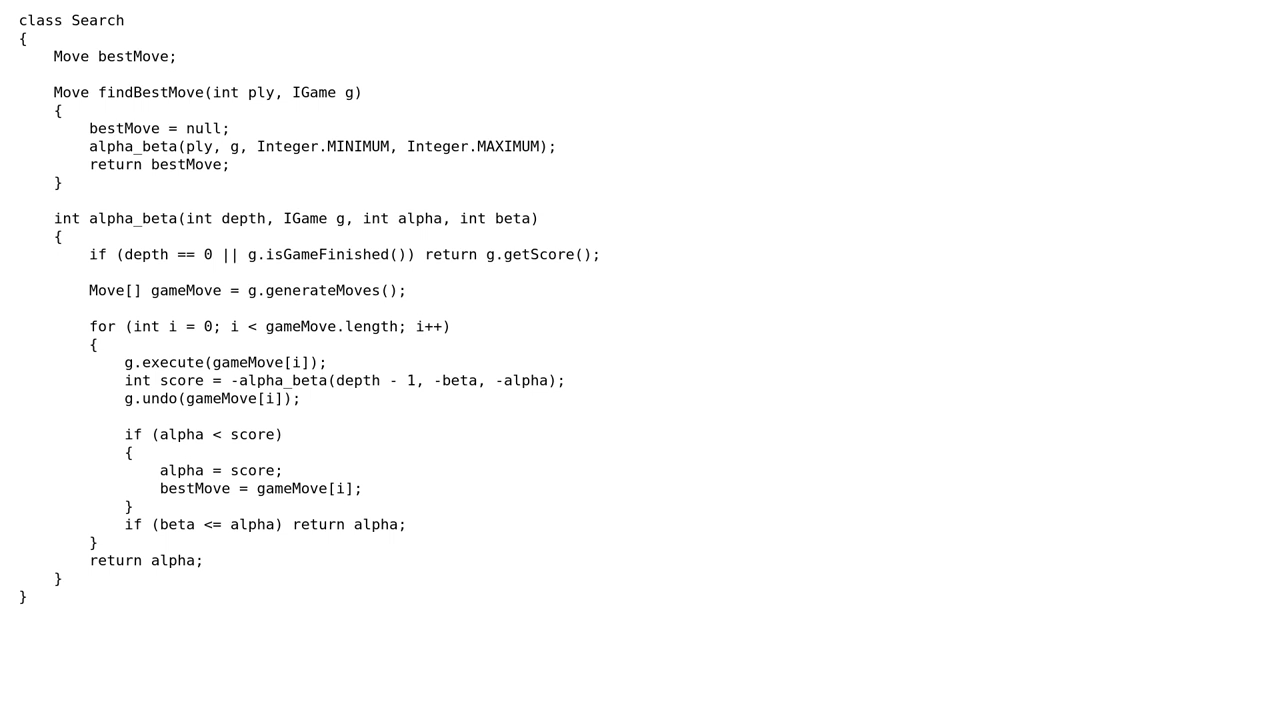 class Search
{
    Move bestMove;

    Move findBestMove(int ply, IGame g)
    {
        bestMove = null;
        alpha_beta(ply, g, Integer.MINIMUM, Integer.MAXIMUM);
        return bestMove;
    }

    int alpha_beta(int depth, IGame g, int alpha, int beta)
    {
        if (depth == 0 || g.isGameFinished()) return g.getScore();

        Move[] gameMove = g.generateMoves();

        for (int i = 0; i < gameMove.length; i++)
        {
            g.execute(gameMove[i]);
            int score = -alpha_beta(depth - 1, -beta, -alpha);
            g.undo(gameMove[i]);

            if (alpha < score)
            {
                alpha = score;
                bestMove = gameMove[i];
            }
            if (beta <= alpha) return alpha;
        }
        return alpha;
    }
}